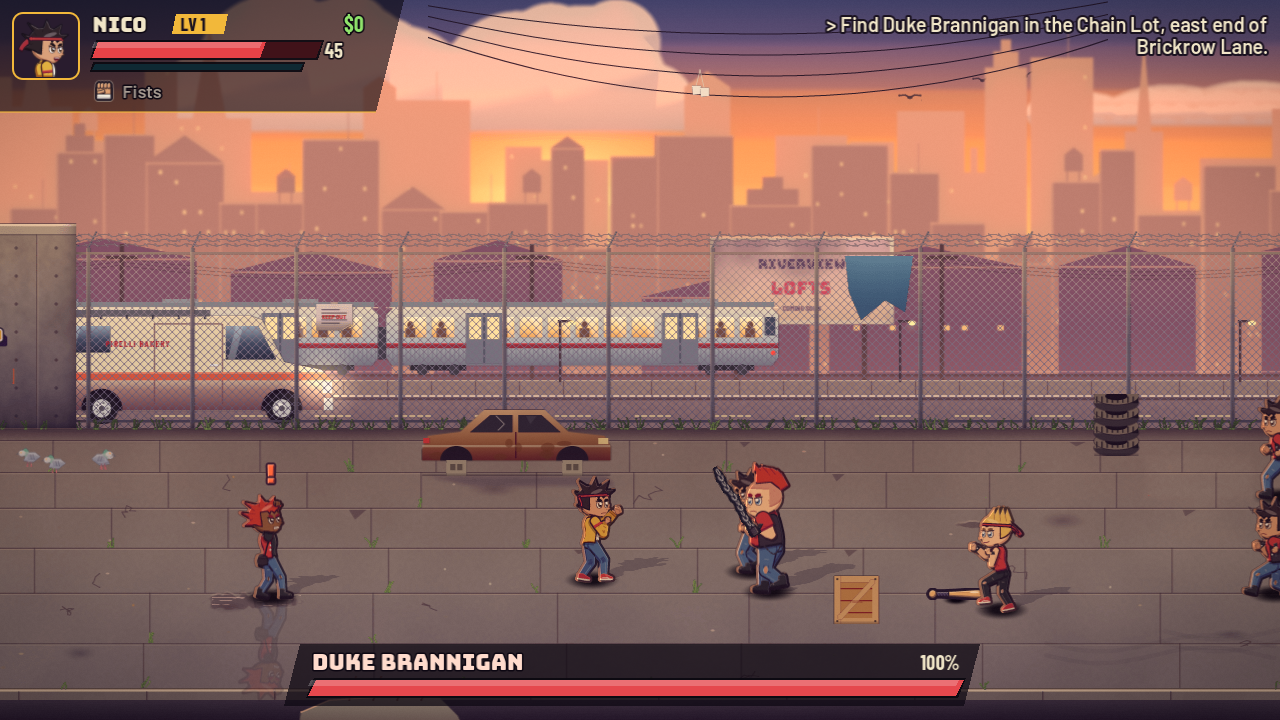 NICO
LV 1
$0
45
Fists
> Find Duke Brannigan in the Chain Lot, east end of
Brickrow Lane.
RIVERVIEW
LOFTS
DUKE BRANNIGAN
100%